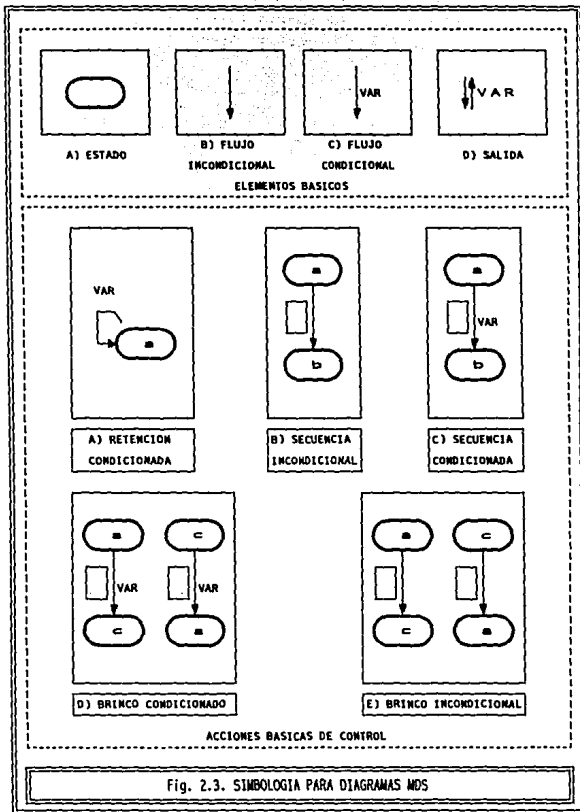 VAR
VAR
A) ESTADO
B) FLUJO
INCONDICIONAL
C) FLUJO
CONDICIONAL
D) SALIDA
ELEMENTOS BASICOS
VAR
a
a
b
a
VAR
b
A) RETENCION
CONDICIONADA
B) SECUENCIA
INCONDICIONAL
C) SECUENCIA
CONDICIONADA
a
c
VAR
VAR
c
a
a
c
c
a
D) BRINCO CONDICIONADO
E) BRINCO INCONDICIONAL
ACCIONES BASICAS DE CONTROL
Fig. 2.3. SIMBOLOGIA PARA DIAGRAMAS MDS